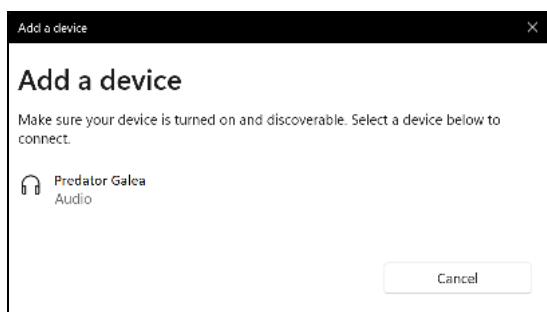 Add a device
Add a device
Make sure your device is turned on and discoverable. Select a device below to
connect.
Predator Galea
Audio
Cancel